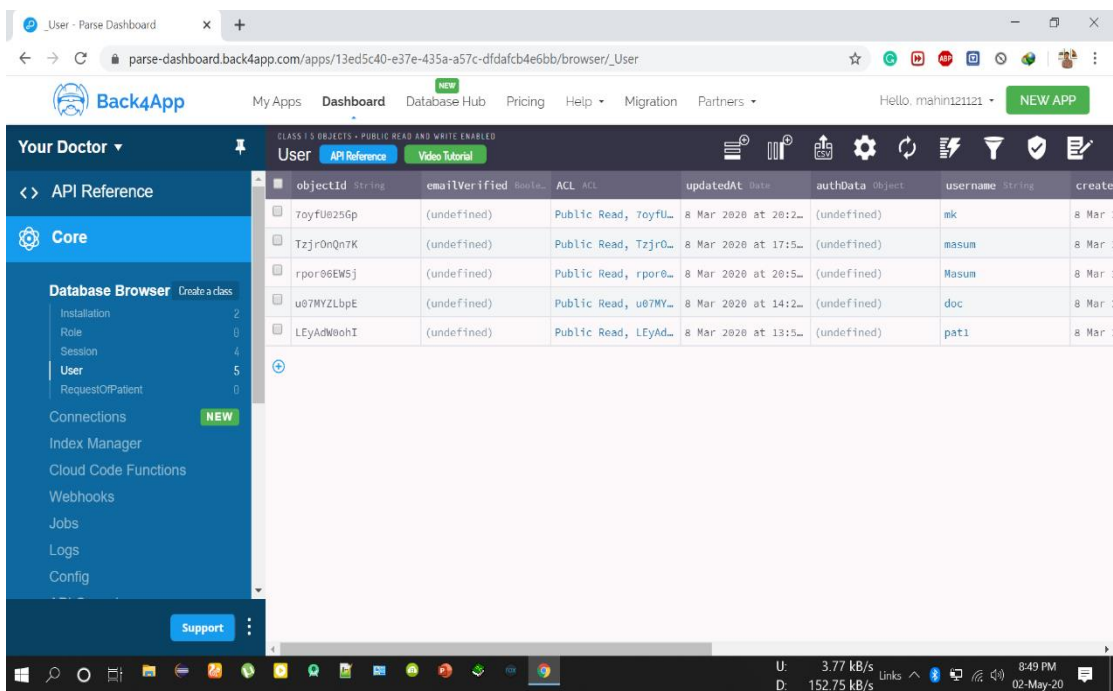 _User - Parse Dashboard
parse-dashboard.back4app.com/apps/13ed5c40-e37e-435a-a57c-dfdafcb4e6bb/browser/_User
Back4App
My Apps Dashboard Database Hub NEW Pricing Help Migration Partners Hello, mahin121121 NEW APP
Your Doctor
CLASS | 5 OBJECTS • PUBLIC READ AND WRITE ENABLED
User API Reference Video Tutorial
CSV
API Reference
Core
Database Browser Create a class
Installation 2
Role 0
Session 4
User 5
RequestOfPatient 0
Connections NEW
Index Manager
Cloud Code Functions
Webhooks
Jobs
Logs
Config
Support
objectId String emailVerified Boole… ACL ACL updatedAt Date authData Object username String create
7oyfU025Gp (undefined) Public Read, 7oyfU… 8 Mar 2020 at 20:2… (undefined) mk 8 Mar
TzjrOnQn7K (undefined) Public Read, TzjrO… 8 Mar 2020 at 17:5… (undefined) masum 8 Mar
rpor06EW5j (undefined) Public Read, rpor0… 8 Mar 2020 at 20:5… (undefined) Masum 8 Mar
u07MYZLbpE (undefined) Public Read, u07MY… 8 Mar 2020 at 14:2… (undefined) doc 8 Mar
LEyAdW0ohI (undefined) Public Read, LEyAd… 8 Mar 2020 at 13:5… (undefined) pat1 8 Mar
U: 3.77 kB/s
D: 152.75 kB/s
Links
8:49 PM
02-May-20